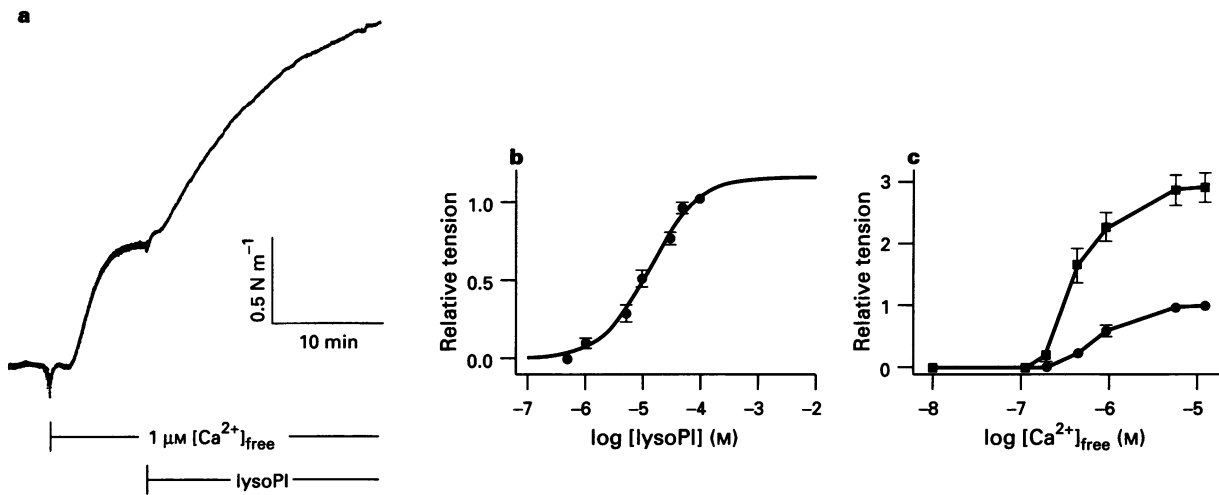 a
0.5 N m⁻¹
10 min
1 μM [Ca²⁺]free
lysoPI
b
Relative tension
1.0
0.5
0.0
−7 −6 −5 −4 −3 −2
log [lysoPI] (M)
c
Relative tension
3
2
1
0
−8 −7 −6 −5
log [Ca²⁺]free (M)